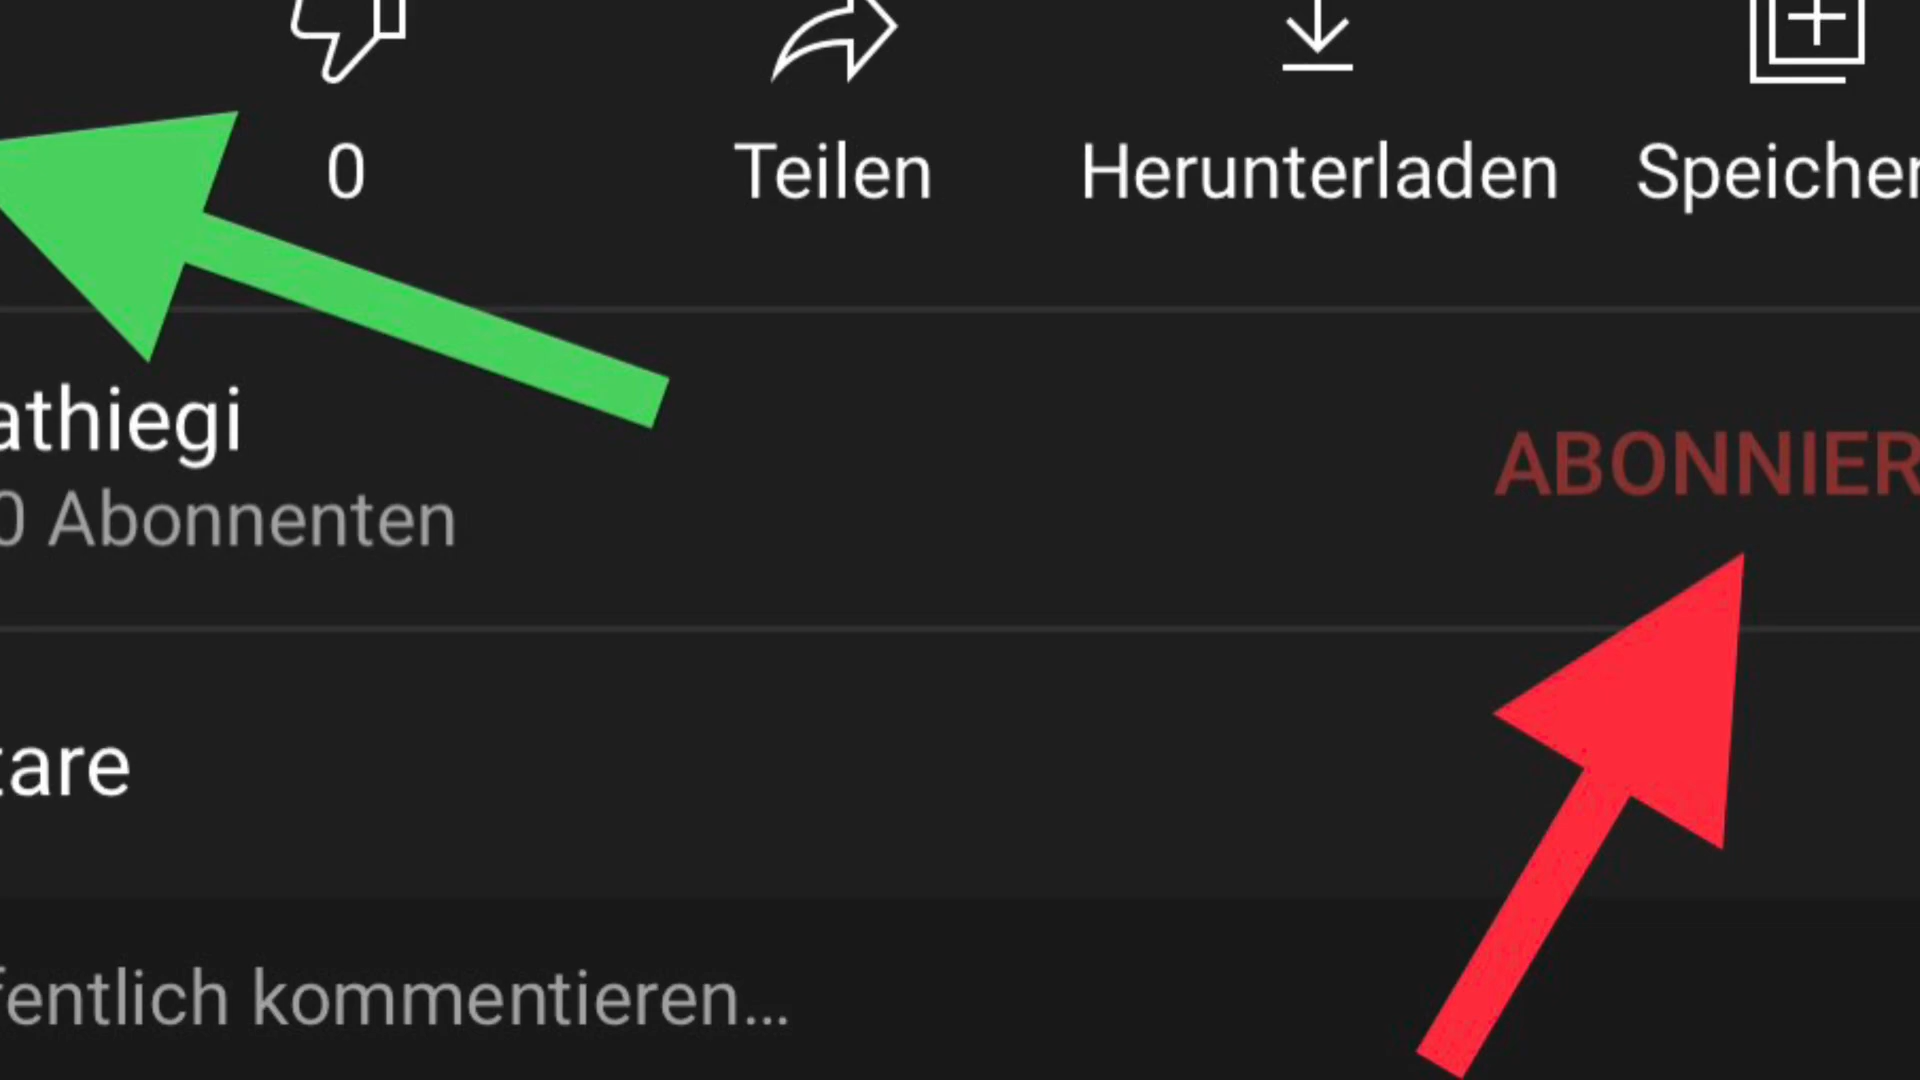 0
Teilen
Herunterladen
Speicher
athiegi
0 Abonnenten
ABONNIER
tare
fentlich kommentieren...